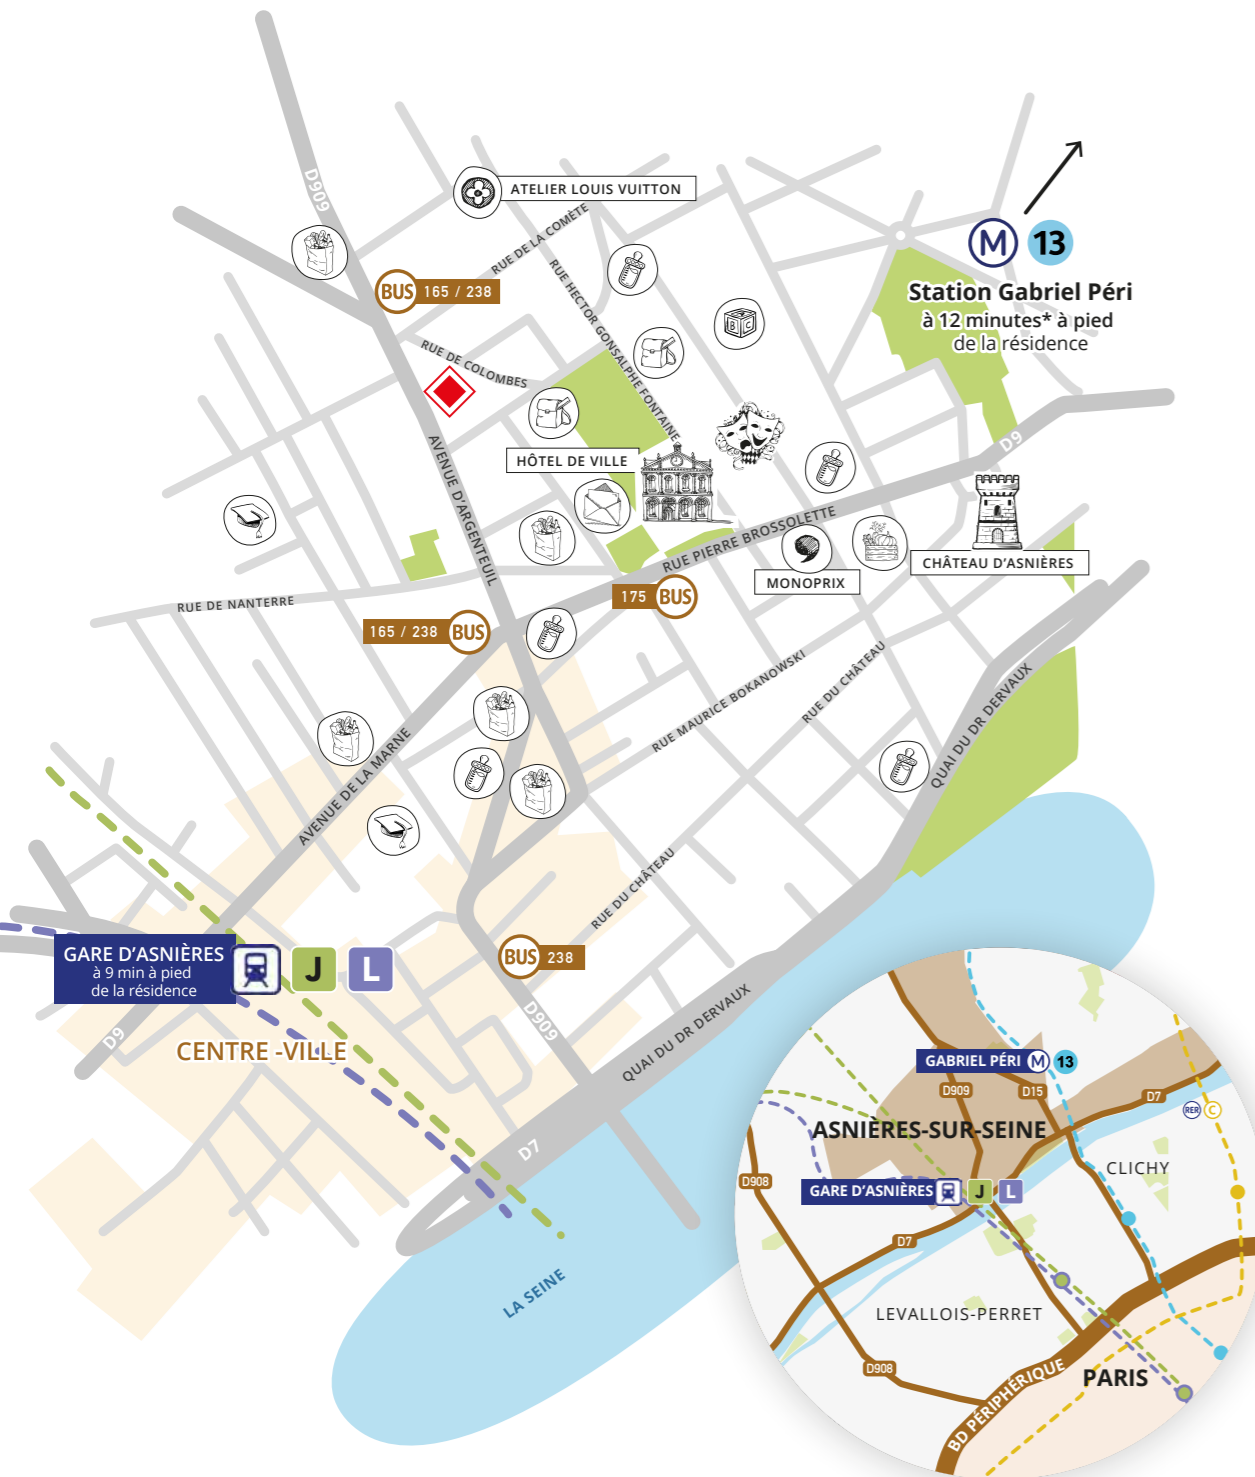 D909
ATELIER LOUIS VUITTON
RUE DE LA COMÈTE
BUS 165 / 238
RUE HECTOR GONSALPHE FONTAINE
M 13
Station Gabriel Péri
à 12 minutes* à pied
de la résidence
B C
RUE DE COLOMBES
AVENUE D'ARGENTEUIL
HÔTEL DE VILLE
D9
RUE PIERRE BROSSOLETTE
MONOPRIX
CHÂTEAU D'ASNIÈRES
RUE DE NANTERRE
175 BUS
165 / 238 BUS
RUE MAURICE BOKANOWSKI
RUE DU CHÂTEAU
QUAI DU DR DERVAUX
AVENUE DE LA MARNE
RUE DU CHÂTEAU
GARE D'ASNIÈRES
à 9 min à pied
de la résidence
J L
BUS 238
D9
CENTRE -VILLE
D909
QUAI DU DR DERVAUX
D7
LA SEINE
GABRIEL PÉRI M 13
D909
D15
D7
RER C
ASNIÈRES-SUR-SEINE
CLICHY
D908
GARE D'ASNIÈRES J L
D7
LEVALLOIS-PERRET
D908
PARIS
BD PÉRIPHÉRIQUE